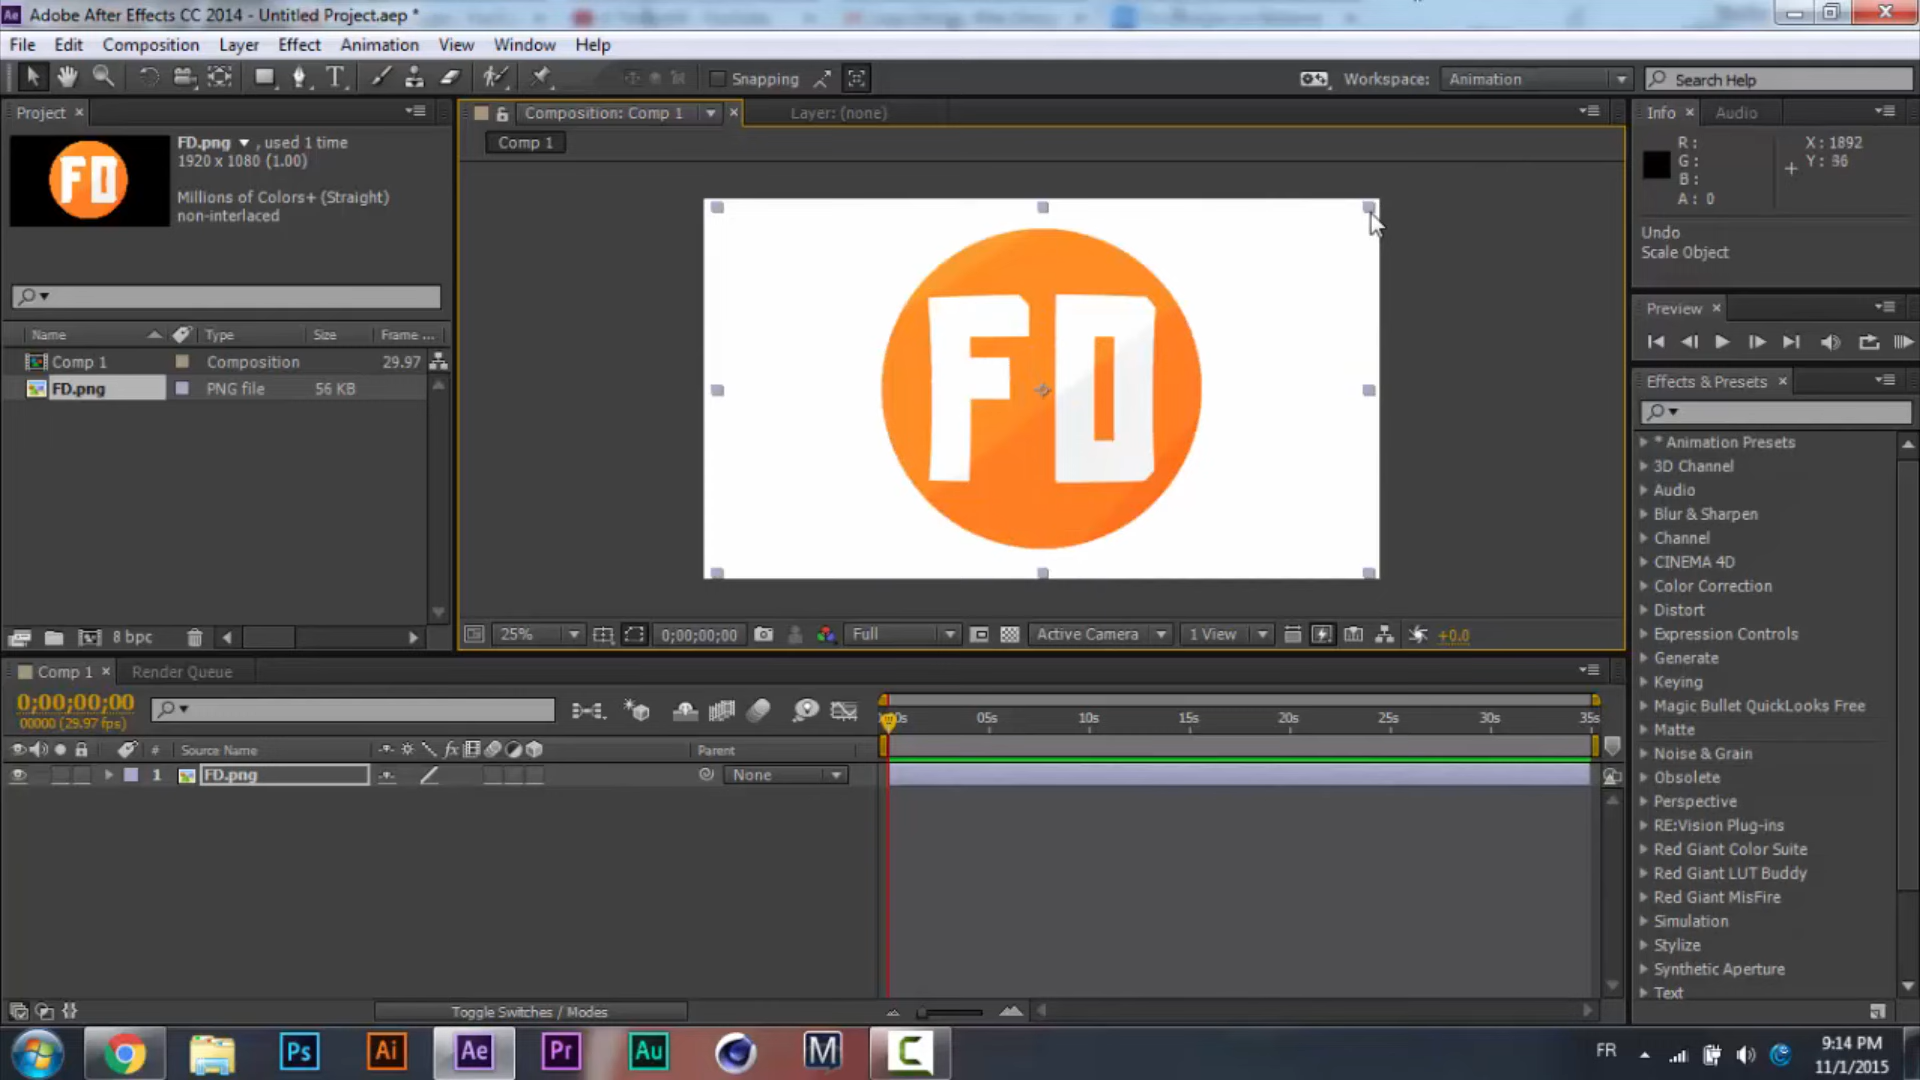 Adobe After Effects CC 2014 - Untitled Project.aep *
File Edit Composition Layer Effect Animation View Window Help
Snapping
Workspace: Animation
Search Help
Project
FD.png , used 1 time
1920 x 1080 (1.00)
Millions of Colors+ (Straight)
non-interlaced
FD
Name Type Size Frame ...
Comp 1 Composition 29.97
FD.png PNG file 56 KB
8 bpc
Composition: Comp 1
Layer: (none)
Comp 1
FD
25% 0;00;00;00 Full Active Camera 1 View +0.0
Info Audio
R: X: 1892
G: Y: 36
B:
A: 0
Undo
Scale Object
Preview
Effects & Presets
* Animation Presets
3D Channel
Audio
Blur & Sharpen
Channel
CINEMA 4D
Color Correction
Distort
Expression Controls
Generate
Keying
Magic Bullet QuickLooks Free
Matte
Noise & Grain
Obsolete
Perspective
RE:Vision Plug-ins
Red Giant Color Suite
Red Giant LUT Buddy
Red Giant MisFire
Simulation
Stylize
Synthetic Aperture
Text
Comp 1 Render Queue
0;00;00;00
00000 (29.97 fps)
05s 10s 15s 20s 25s 30s 35s
# Source Name fx Parent
1 FD.png None
Toggle Switches / Modes
Ps Ai Ae Pr Au M C
FR
9:14 PM
11/1/2015